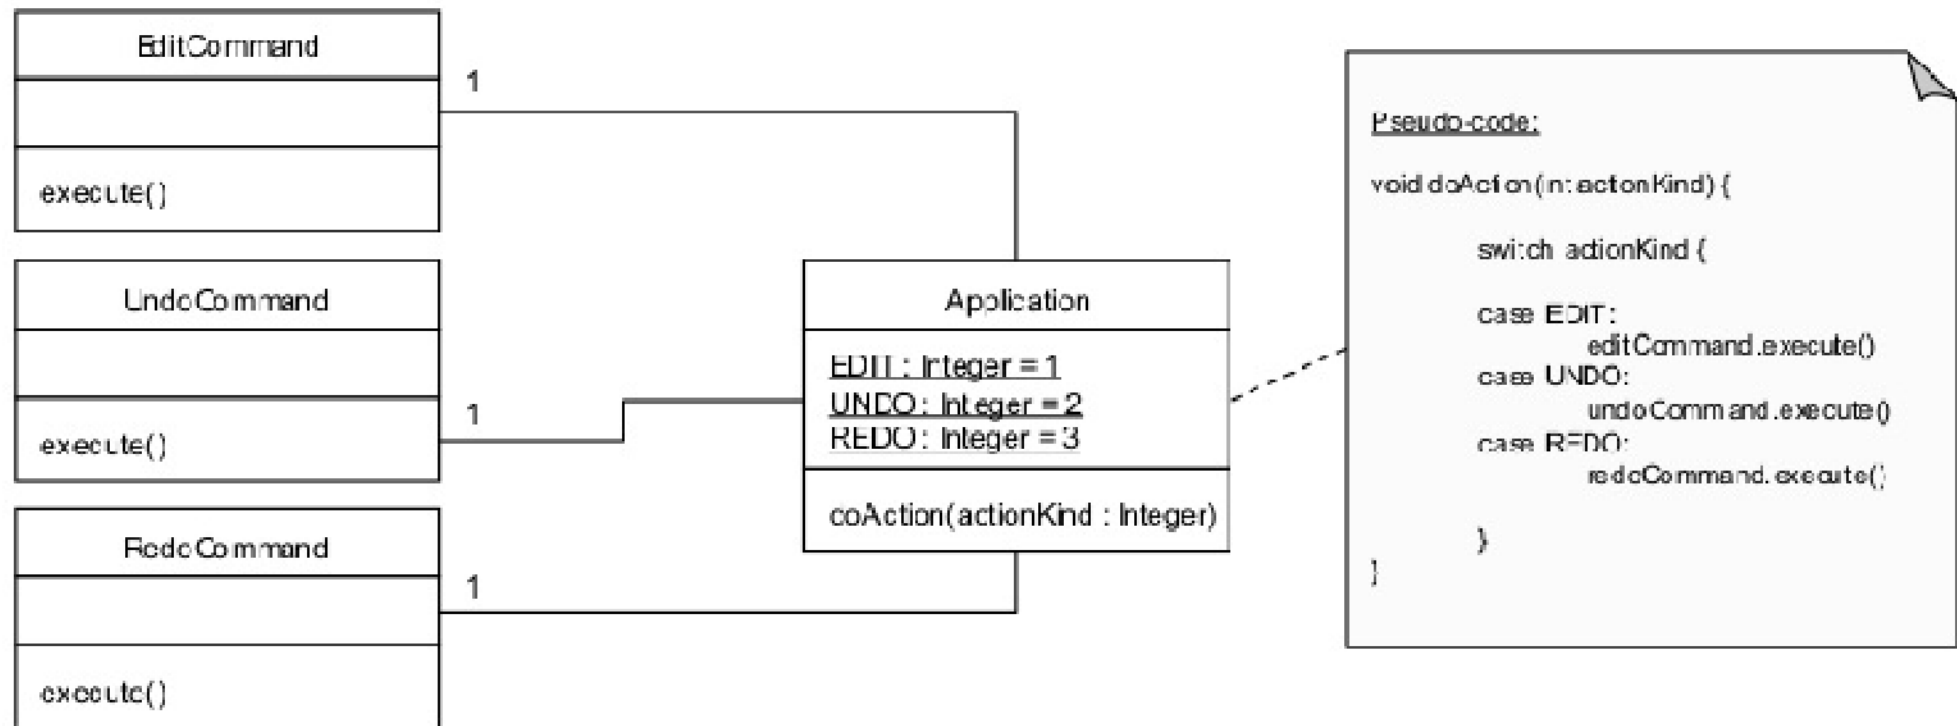 EditCommand
1
execute()
UndoCommand
1
execute()
RedoCommand
1
execute()
Application
EDIT : Integer = 1
UNDO : Integer = 2
REDO : Integer = 3
doAction(actionKind : Integer)
Pseudo-code:
void doAction(int actionKind) {
switch actionKind {
case EDIT:
editCommand.execute()
case UNDO:
undoCommand.execute()
case REDO:
redoCommand.execute()
}
}